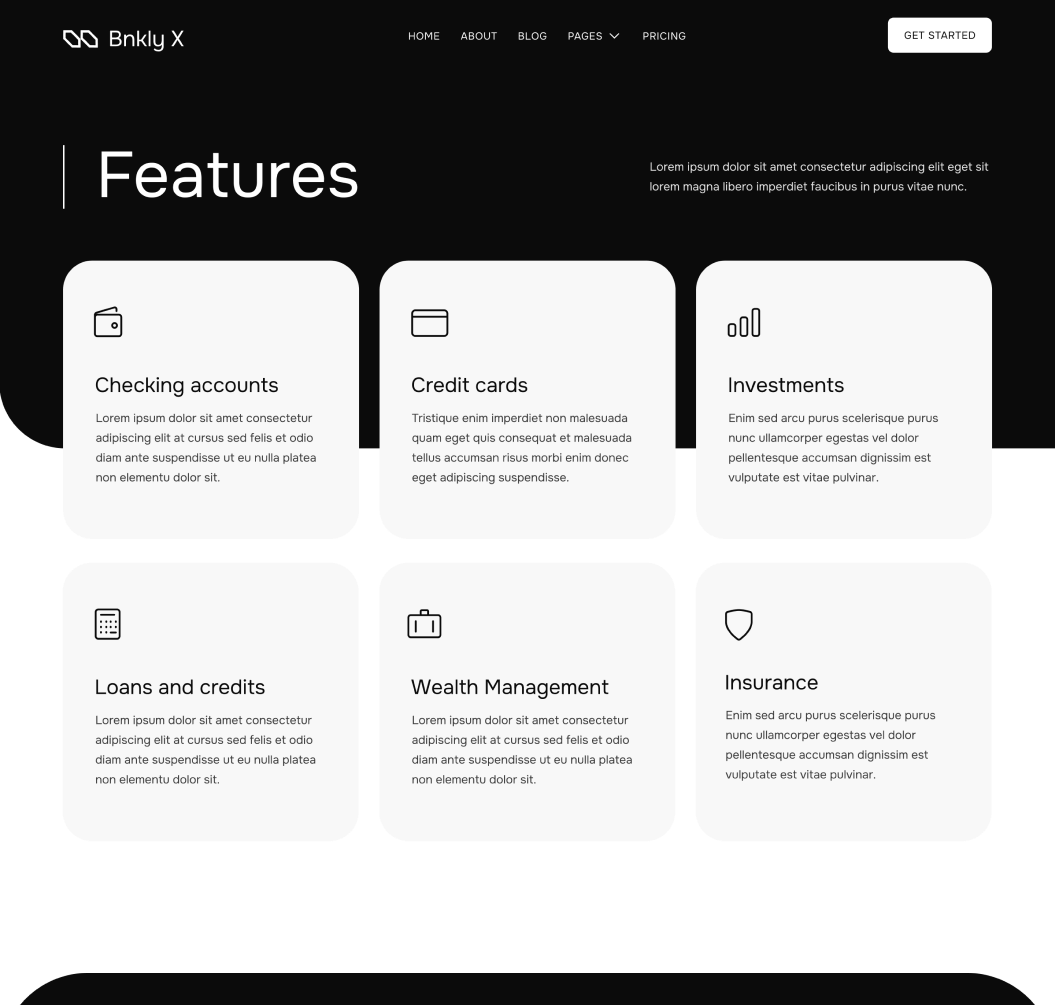 Bnkly X
HOME
ABOUT
BLOG
PAGES
PRICING
GET STARTED
Features
Lorem ipsum dolor sit amet consectetur adipiscing elit eget sit
lorem magna libero imperdiet faucibus in purus vitae nunc.
Checking accounts
Lorem ipsum dolor sit amet consectetur
adipiscing elit at cursus sed felis et odio
diam ante suspendisse ut eu nulla platea
non elementu dolor sit.
Credit cards
Tristique enim imperdiet non malesuada
quam eget quis consequat et malesuada
tellus accumsan risus morbi enim donec
eget adipiscing suspendisse.
Investments
Enim sed arcu purus scelerisque purus
nunc ullamcorper egestas vel dolor
pellentesque accumsan dignissim est
vulputate est vitae pulvinar.
Loans and credits
Lorem ipsum dolor sit amet consectetur
adipiscing elit at cursus sed felis et odio
diam ante suspendisse ut eu nulla platea
non elementu dolor sit.
Wealth Management
Lorem ipsum dolor sit amet consectetur
adipiscing elit at cursus sed felis et odio
diam ante suspendisse ut eu nulla platea
non elementu dolor sit.
Insurance
Enim sed arcu purus scelerisque purus
nunc ullamcorper egestas vel dolor
pellentesque accumsan dignissim est
vulputate est vitae pulvinar.